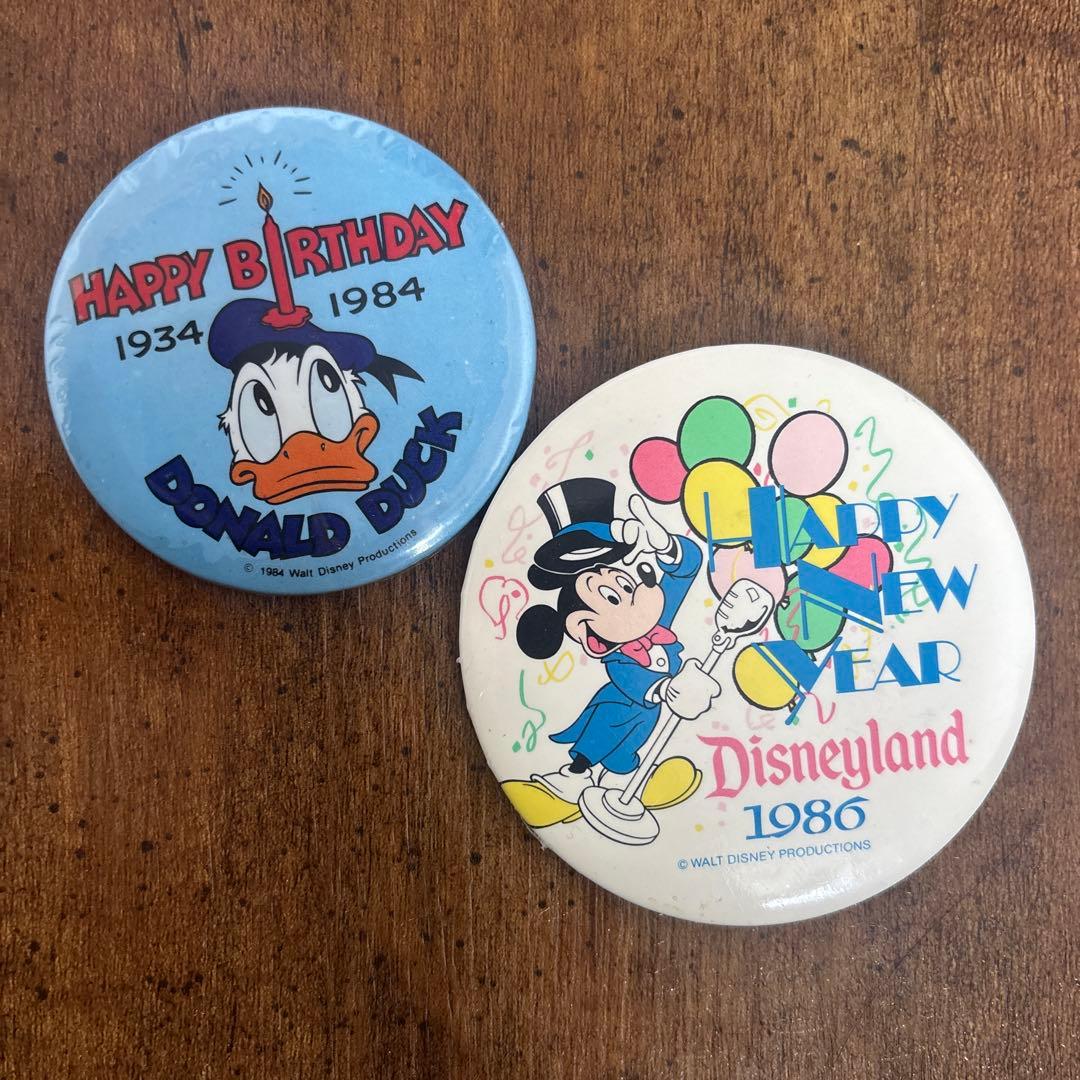 HAPPY BIRTHDAY
1934 1984
DONALD DUCK
© 1984 Walt Disney Productions
HAPPY
NEW
YEAR
Disneyland
1986
© WALT DISNEY PRODUCTIONS